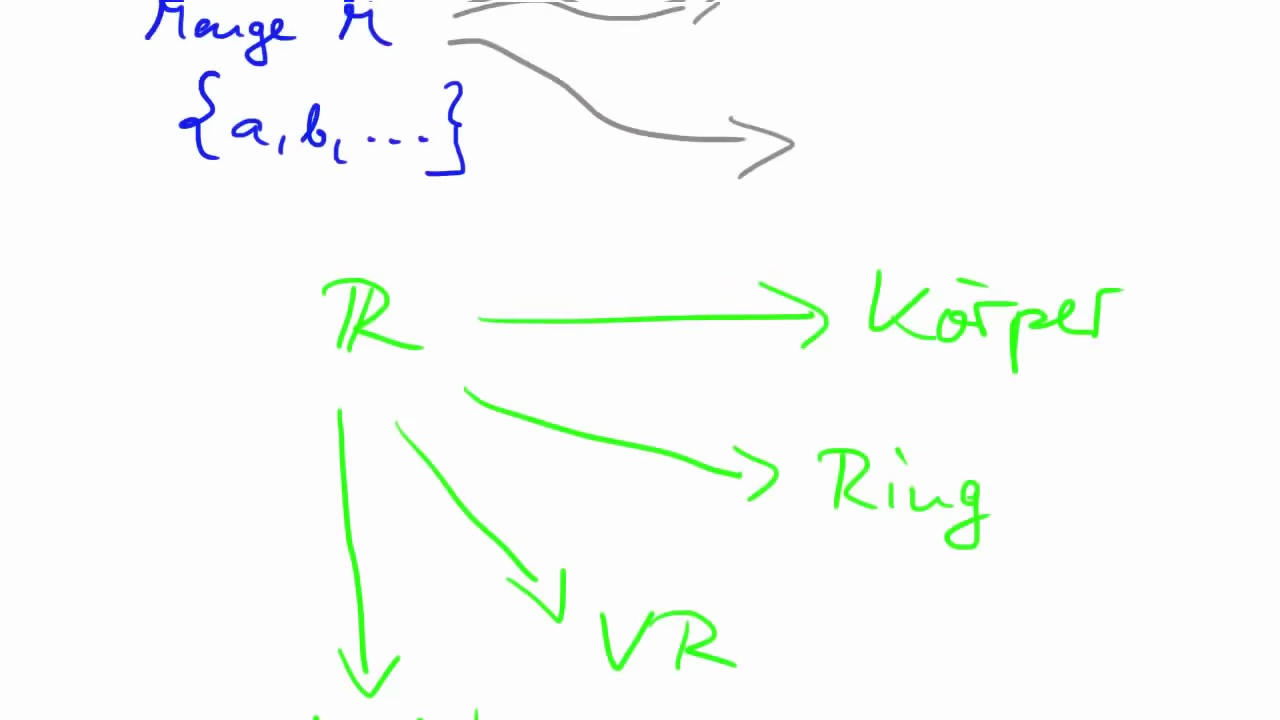 Menge M
{a, b, ...}
ℝ Körper
Ring
VR